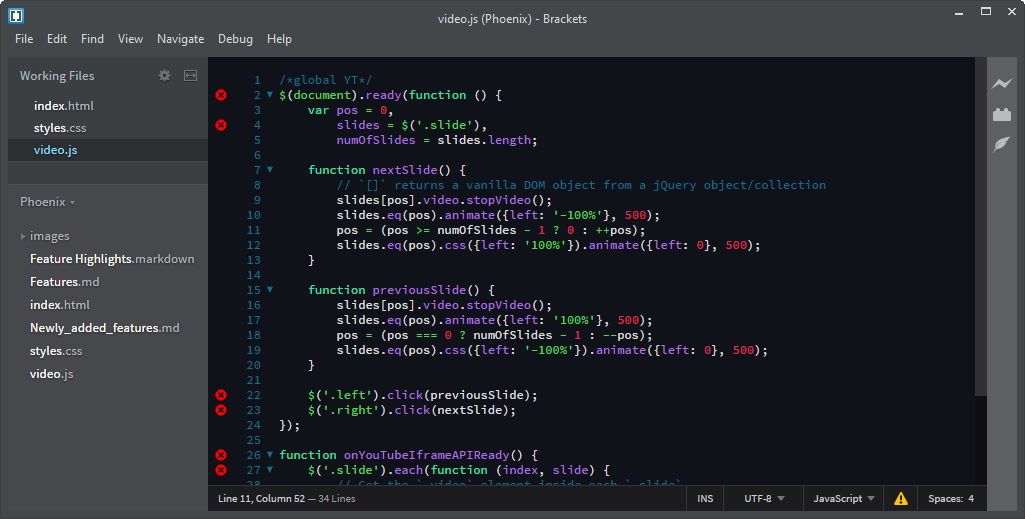 video.js (Phoenix) - Brackets
File Edit Find View Navigate Debug Help
Working Files
index.html
styles.css
video.js
Phoenix
images
Feature Highlights.markdown
Features.md
index.html
Newly_added_features.md
styles.css
video.js
1 /*global YT*/
2 $(document).ready(function () {
3 var pos = 0,
4 slides = $('.slide'),
5 numOfSlides = slides.length;
6
7 function nextSlide() {
8 // `[]` returns a vanilla DOM object from a jQuery object/collection
9 slides[pos].video.stopVideo();
10 slides.eq(pos).animate({left: '-100%'}, 500);
11 pos = (pos >= numOfSlides - 1 ? 0 : ++pos);
12 slides.eq(pos).css({left: '100%'}).animate({left: 0}, 500);
13 }
14
15 function previousSlide() {
16 slides[pos].video.stopVideo();
17 slides.eq(pos).animate({left: '100%'}, 500);
18 pos = (pos === 0 ? numOfSlides - 1 : --pos);
19 slides.eq(pos).css({left: '-100%'}).animate({left: 0}, 500);
20 }
21
22 $('.left').click(previousSlide);
23 $('.right').click(nextSlide);
24 });
25
26 function onYouTubeIframeAPIReady() {
27 $('.slide').each(function (index, slide) {
28 // Get the `.video` element inside each `.slide`
Line 11, Column 52 — 34 Lines
INS UTF-8 JavaScript Spaces: 4